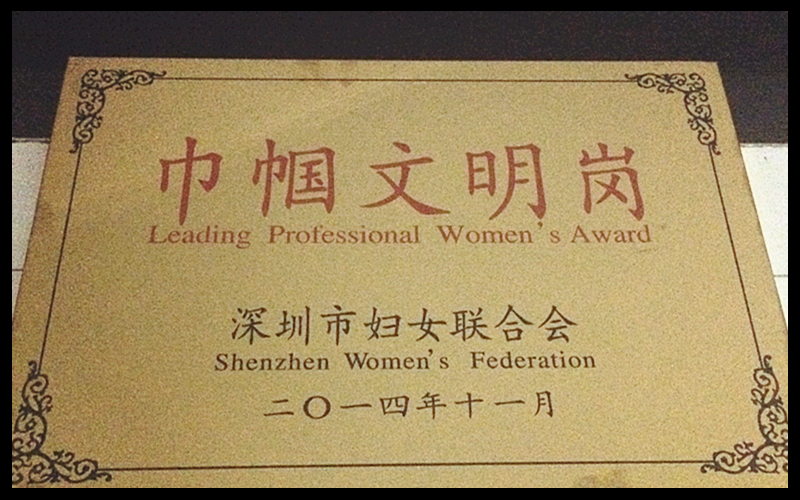 巾帼文明岗
Leading Professional Women's Award
深圳市妇女联合会
Shenzhen Women's Federation
二〇一四年十一月